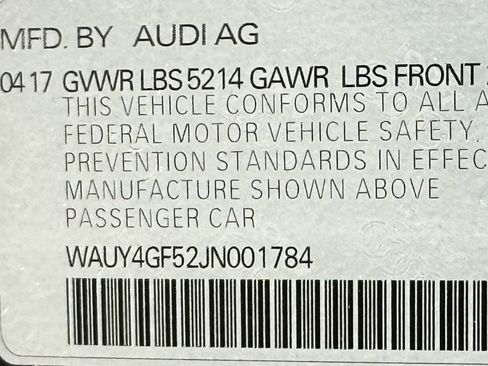 MFD. BY AUDI AG
04 17 GVWR LBS 5214 GAWR LBS FRONT
THIS VEHICLE CONFORMS TO ALL A
FEDERAL MOTOR VEHICLE SAFETY,
PREVENTION STANDARDS IN EFFEC
MANUFACTURE SHOWN ABOVE
PASSENGER CAR
WAUY4GF52JN001784